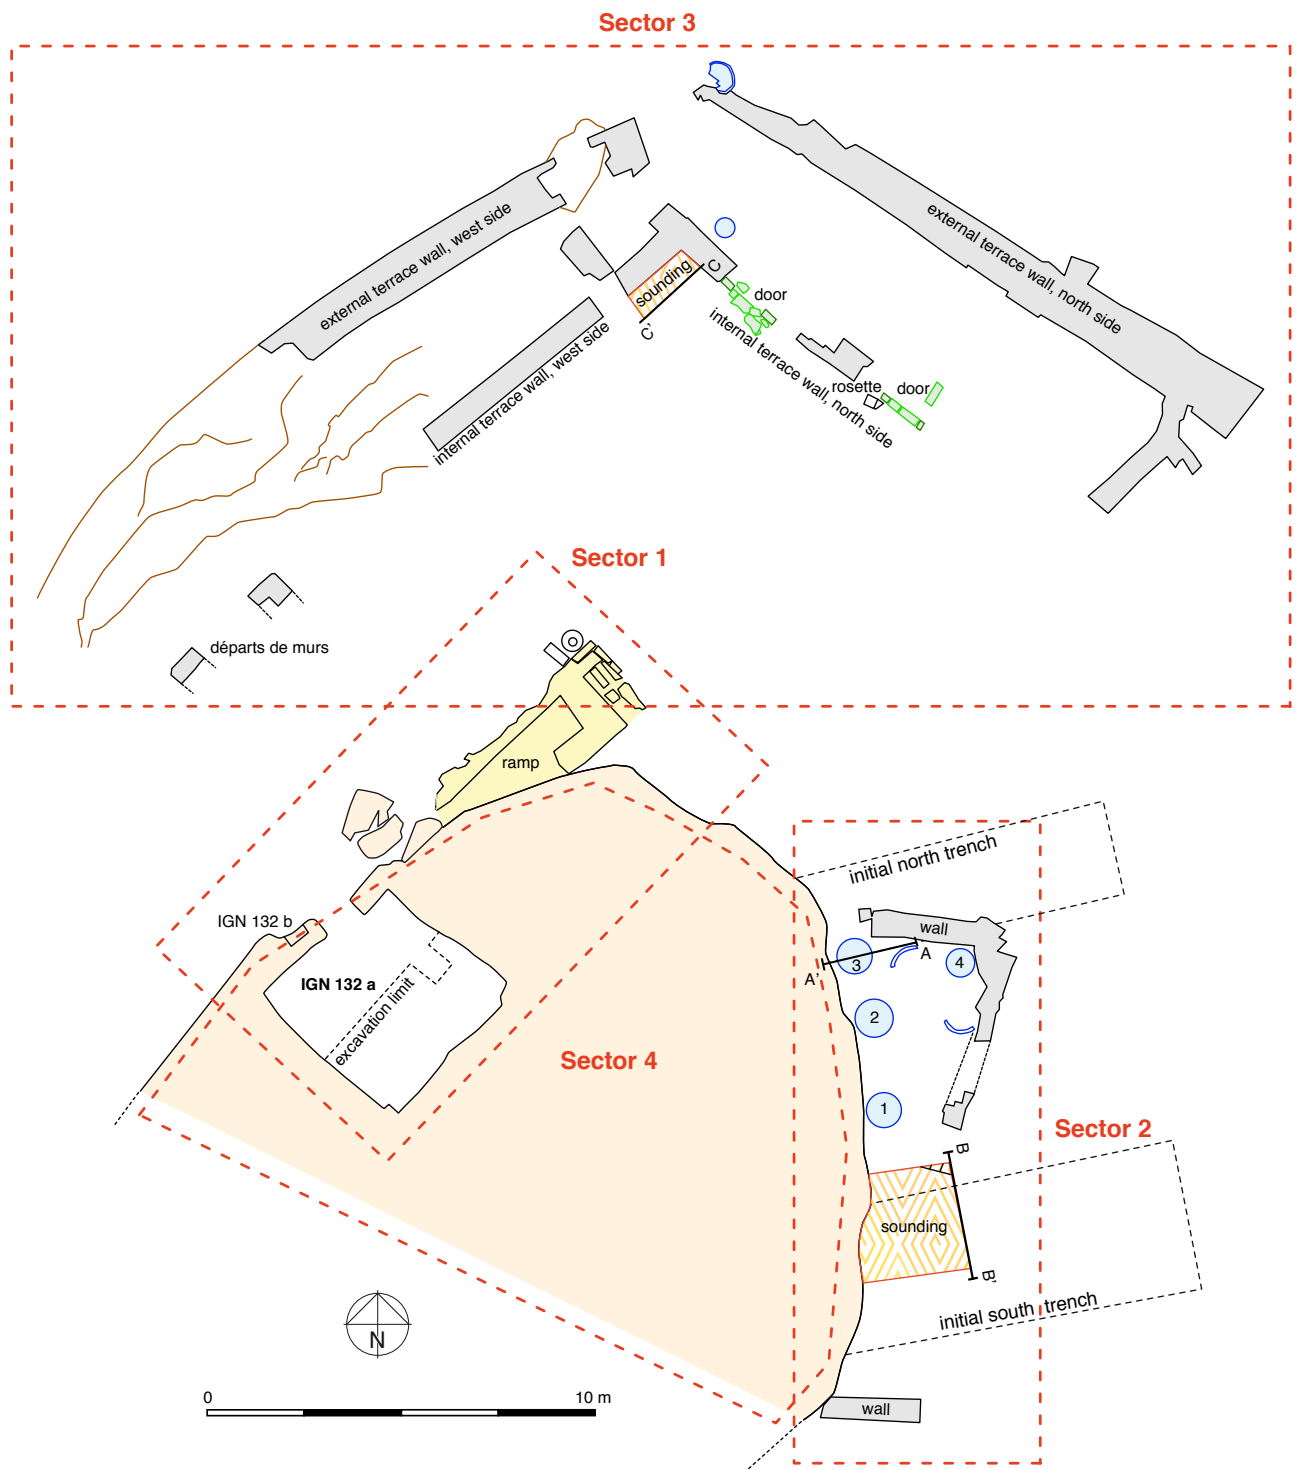 Sector 3
external terrace wall, west side
external terrace wall, north side
sounding
C
C'
door
internal terrace wall, north side
internal terrace wall, west side
rosette
door
Sector 1
départs de murs
ramp
initial north trench
IGN 132 b
wall
A
A'
3
4
IGN 132 a
excavation limit
2
Sector 4
1
Sector 2
B
sounding
B'
initial south trench
N
0
10 m
wall